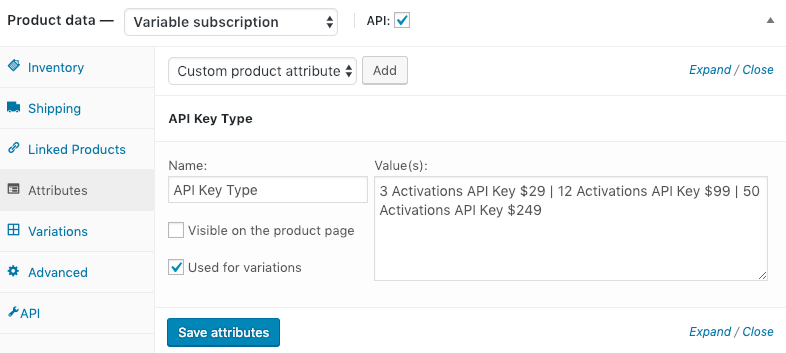 Product data — Variable subscription API:
Inventory
Shipping
Linked Products
Attributes
Variations
Advanced
API
Custom product attribute Add Expand / Close
API Key Type
Name: Value(s):
API Key Type
3 Activations API Key $29 | 12 Activations API Key $99 | 50
Activations API Key $249
Visible on the product page
Used for variations
Save attributes Expand / Close